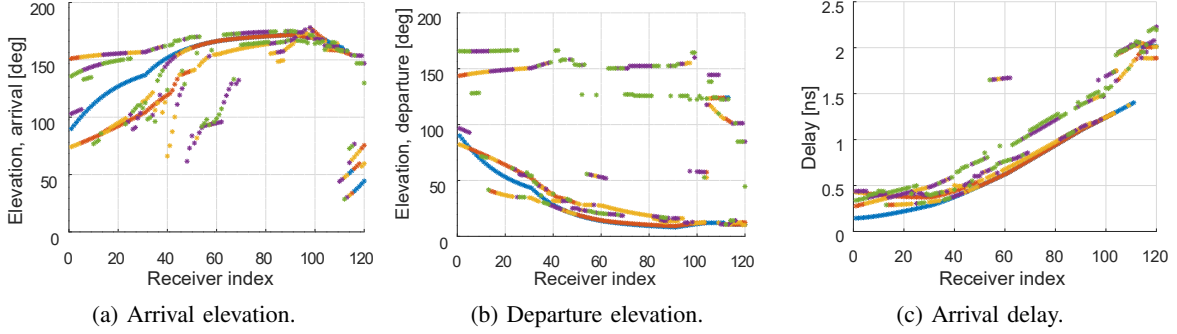 Elevation, arrival [deg]
200
150
100
50
0
0 20 40 60 80 100 120
Receiver index
(a) Arrival elevation.
Elevation, departure [deg]
200
150
100
50
0
0 20 40 60 80 100 120
Receiver index
(b) Departure elevation.
Delay [ns]
2.5
2
1.5
1
0.5
0
0 20 40 60 80 100 120
Receiver index
(c) Arrival delay.